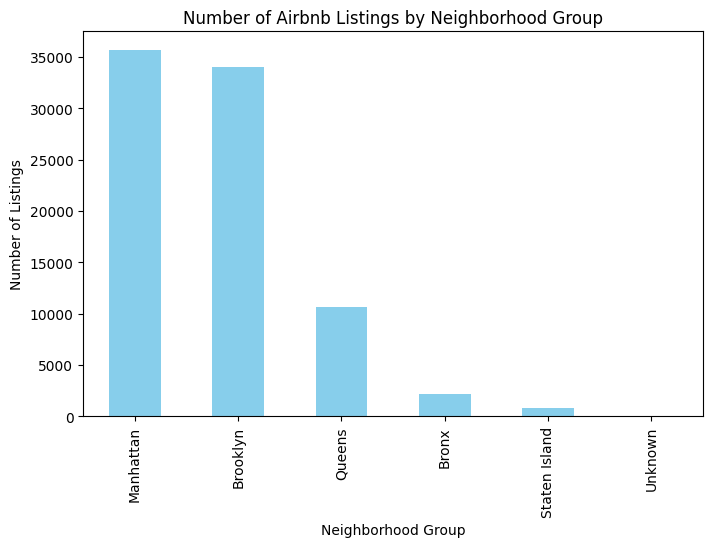 Number of Airbnb Listings by Neighborhood Group
Number of Listings
35000
30000
25000
20000
15000
10000
5000
0
Manhattan
Brooklyn
Queens
Bronx
Staten Island
Unknown
Neighborhood Group